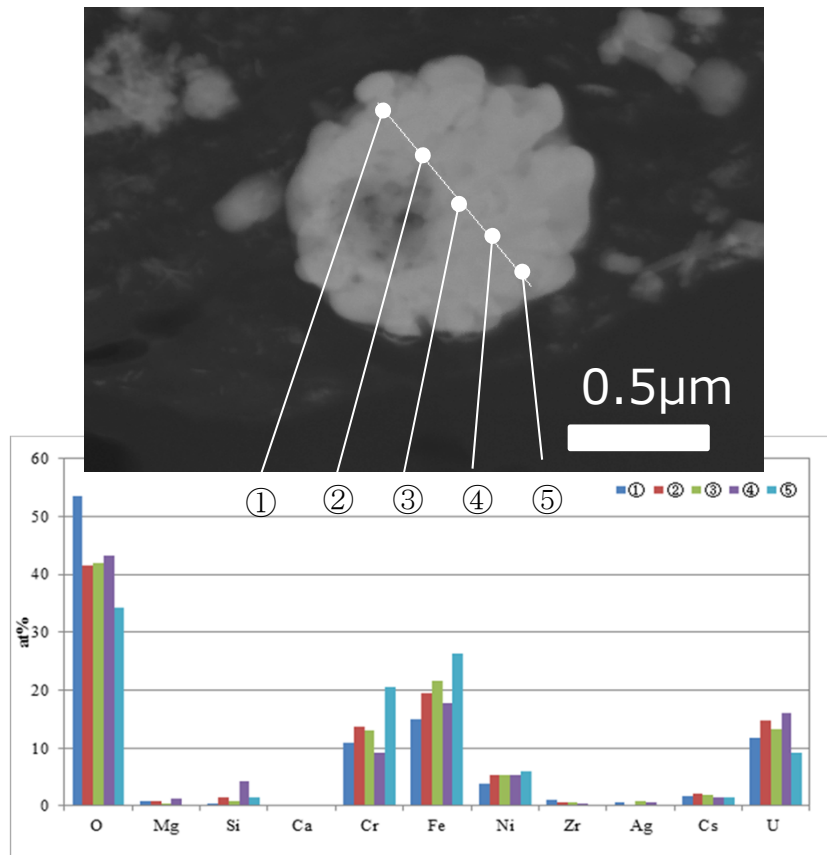 0.5μm
① ② ③ ④ ⑤
60
50
40
30
20
10
0
at%
① ② ③ ④ ⑤
O Mg Si Ca Cr Fe Ni Zr Ag Cs U